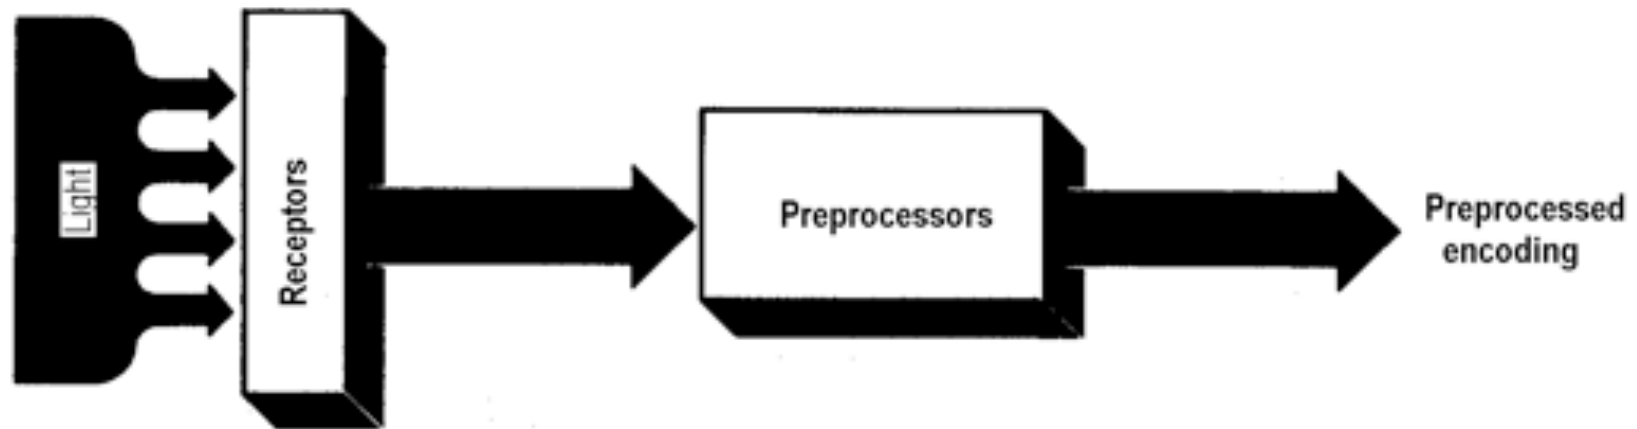 Light
Receptors
Preprocessors
Preprocessed
encoding